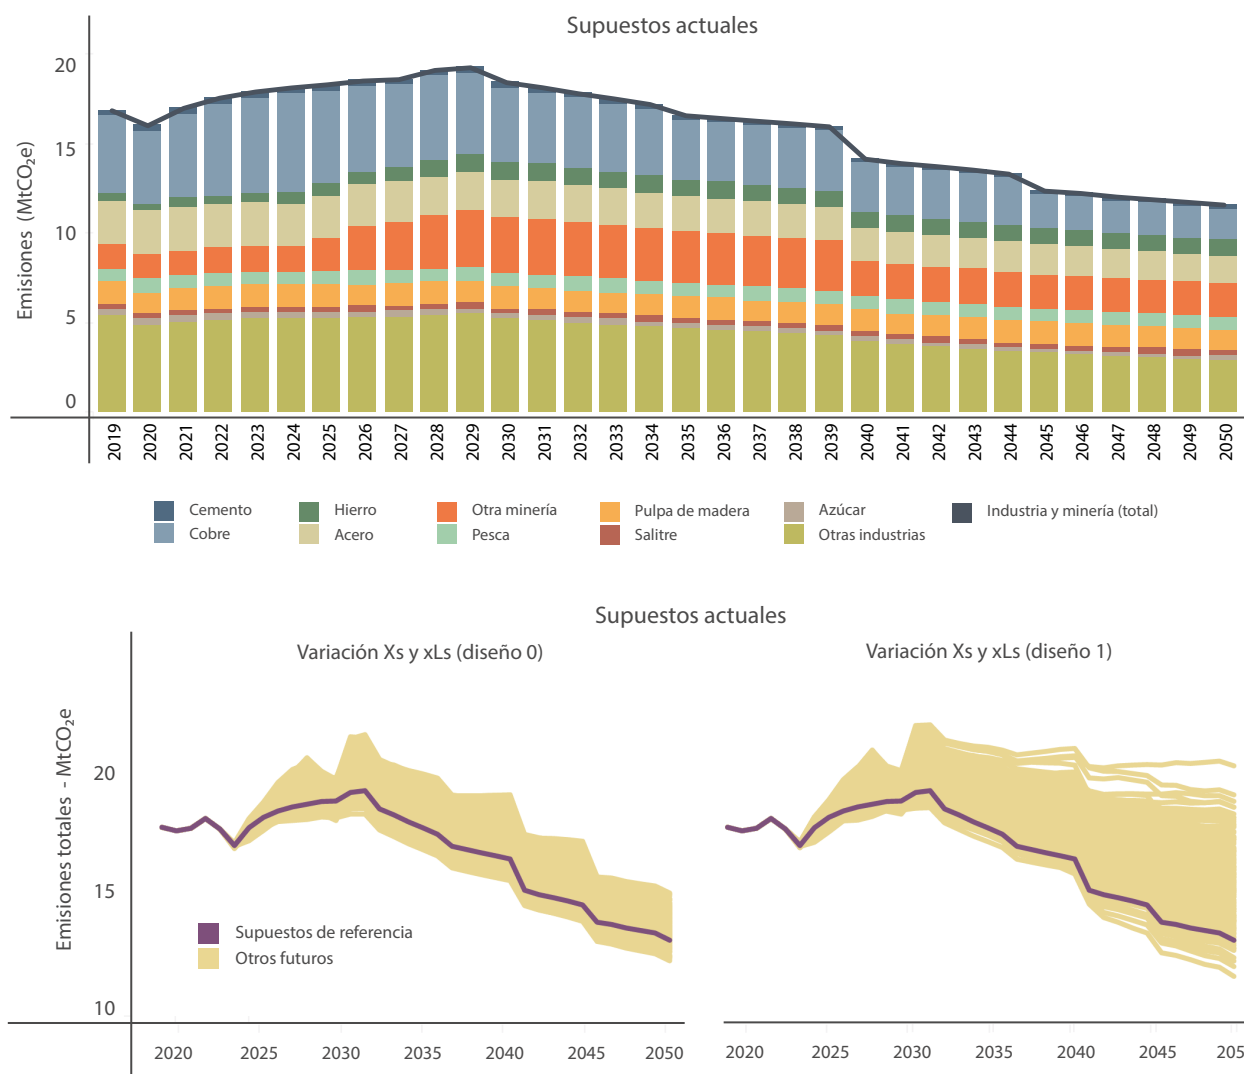 Supuestos actuales
Emisiones (MtCO₂e)
20
15
10
5
0
2019 2020 2021 2022 2023 2024 2025 2026 2027 2028 2029 2030 2031 2032 2033 2034 2035 2036 2037 2038 2039 2040 2041 2042 2043 2044 2045 2046 2047 2048 2049 2050
Cemento Hierro Otra minería Pulpa de madera Azúcar Industria y minería (total)
Cobre Acero Pesca Salitre Otras industrias
Supuestos actuales
Variación Xs y xLs (diseño 0) Variación Xs y xLs (diseño 1)
Emisiones totales - MtCO₂e
20
15
10
Supuestos de referencia
Otros futuros
2020 2025 2030 2035 2040 2045 2050 2020 2025 2030 2035 2040 2045 205